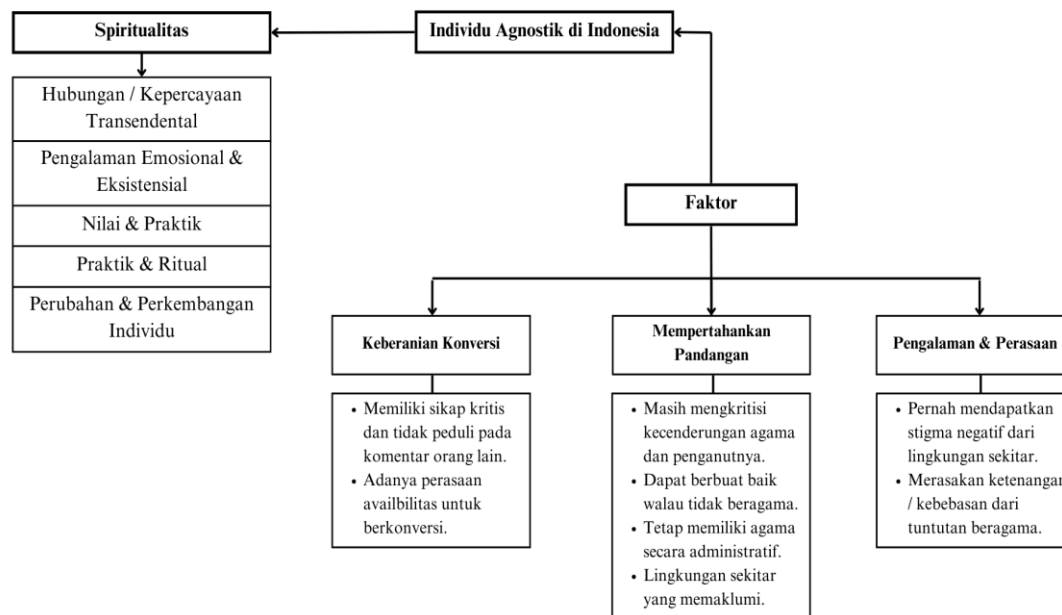 Spiritualitas
Individu Agnostik di Indonesia
Hubungan / Kepercayaan
Transendental
Pengalaman Emosional &
Eksistensial
Nilai & Praktik
Praktik & Ritual
Perubahan & Perkembangan
Individu
Faktor
Keberanian Konversi
• Memiliki sikap kritis
dan tidak peduli pada
komentar orang lain.
• Adanya perasaan
availbilitas untuk
berkonversi.
Mempertahankan
Pandangan
• Masih mengkritisi
kecenderungan agama
dan penganutnya.
• Dapat berbuat baik
walau tidak beragama.
• Tetap memiliki agama
secara administratif.
• Lingkungan sekitar
yang memaklumi.
Pengalaman & Perasaan
• Pernah mendapatkan
stigma negatif dari
lingkungan sekitar.
• Merasakan ketenangan
/ kebebasan dari
tuntutan beragama.